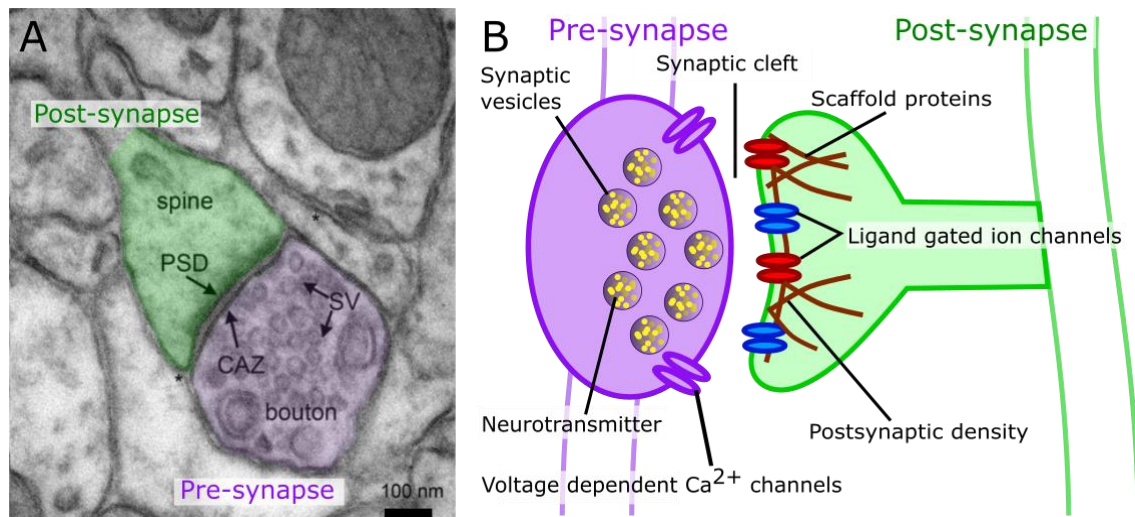 A
Post-synapse
spine
PSD
SV
CAZ
bouton
*
*
Pre-synapse
100 nm
B
Pre-synapse
Post-synapse
Synaptic
vesicles
Synaptic cleft
Scaffold proteins
Ligand gated ion channels
Neurotransmitter
Postsynaptic density
Voltage dependent Ca²⁺ channels